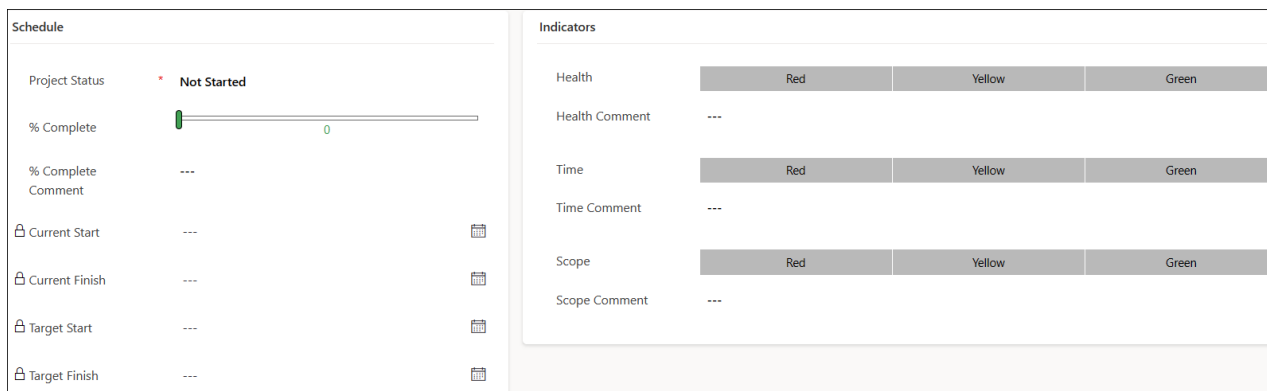 Schedule
Project Status * Not Started
% Complete
0
% Complete
Comment
---
Current Start ---
Current Finish ---
Target Start ---
Target Finish ---
Indicators
Health Red Yellow Green
Health Comment ---
Time Red Yellow Green
Time Comment ---
Scope Red Yellow Green
Scope Comment ---